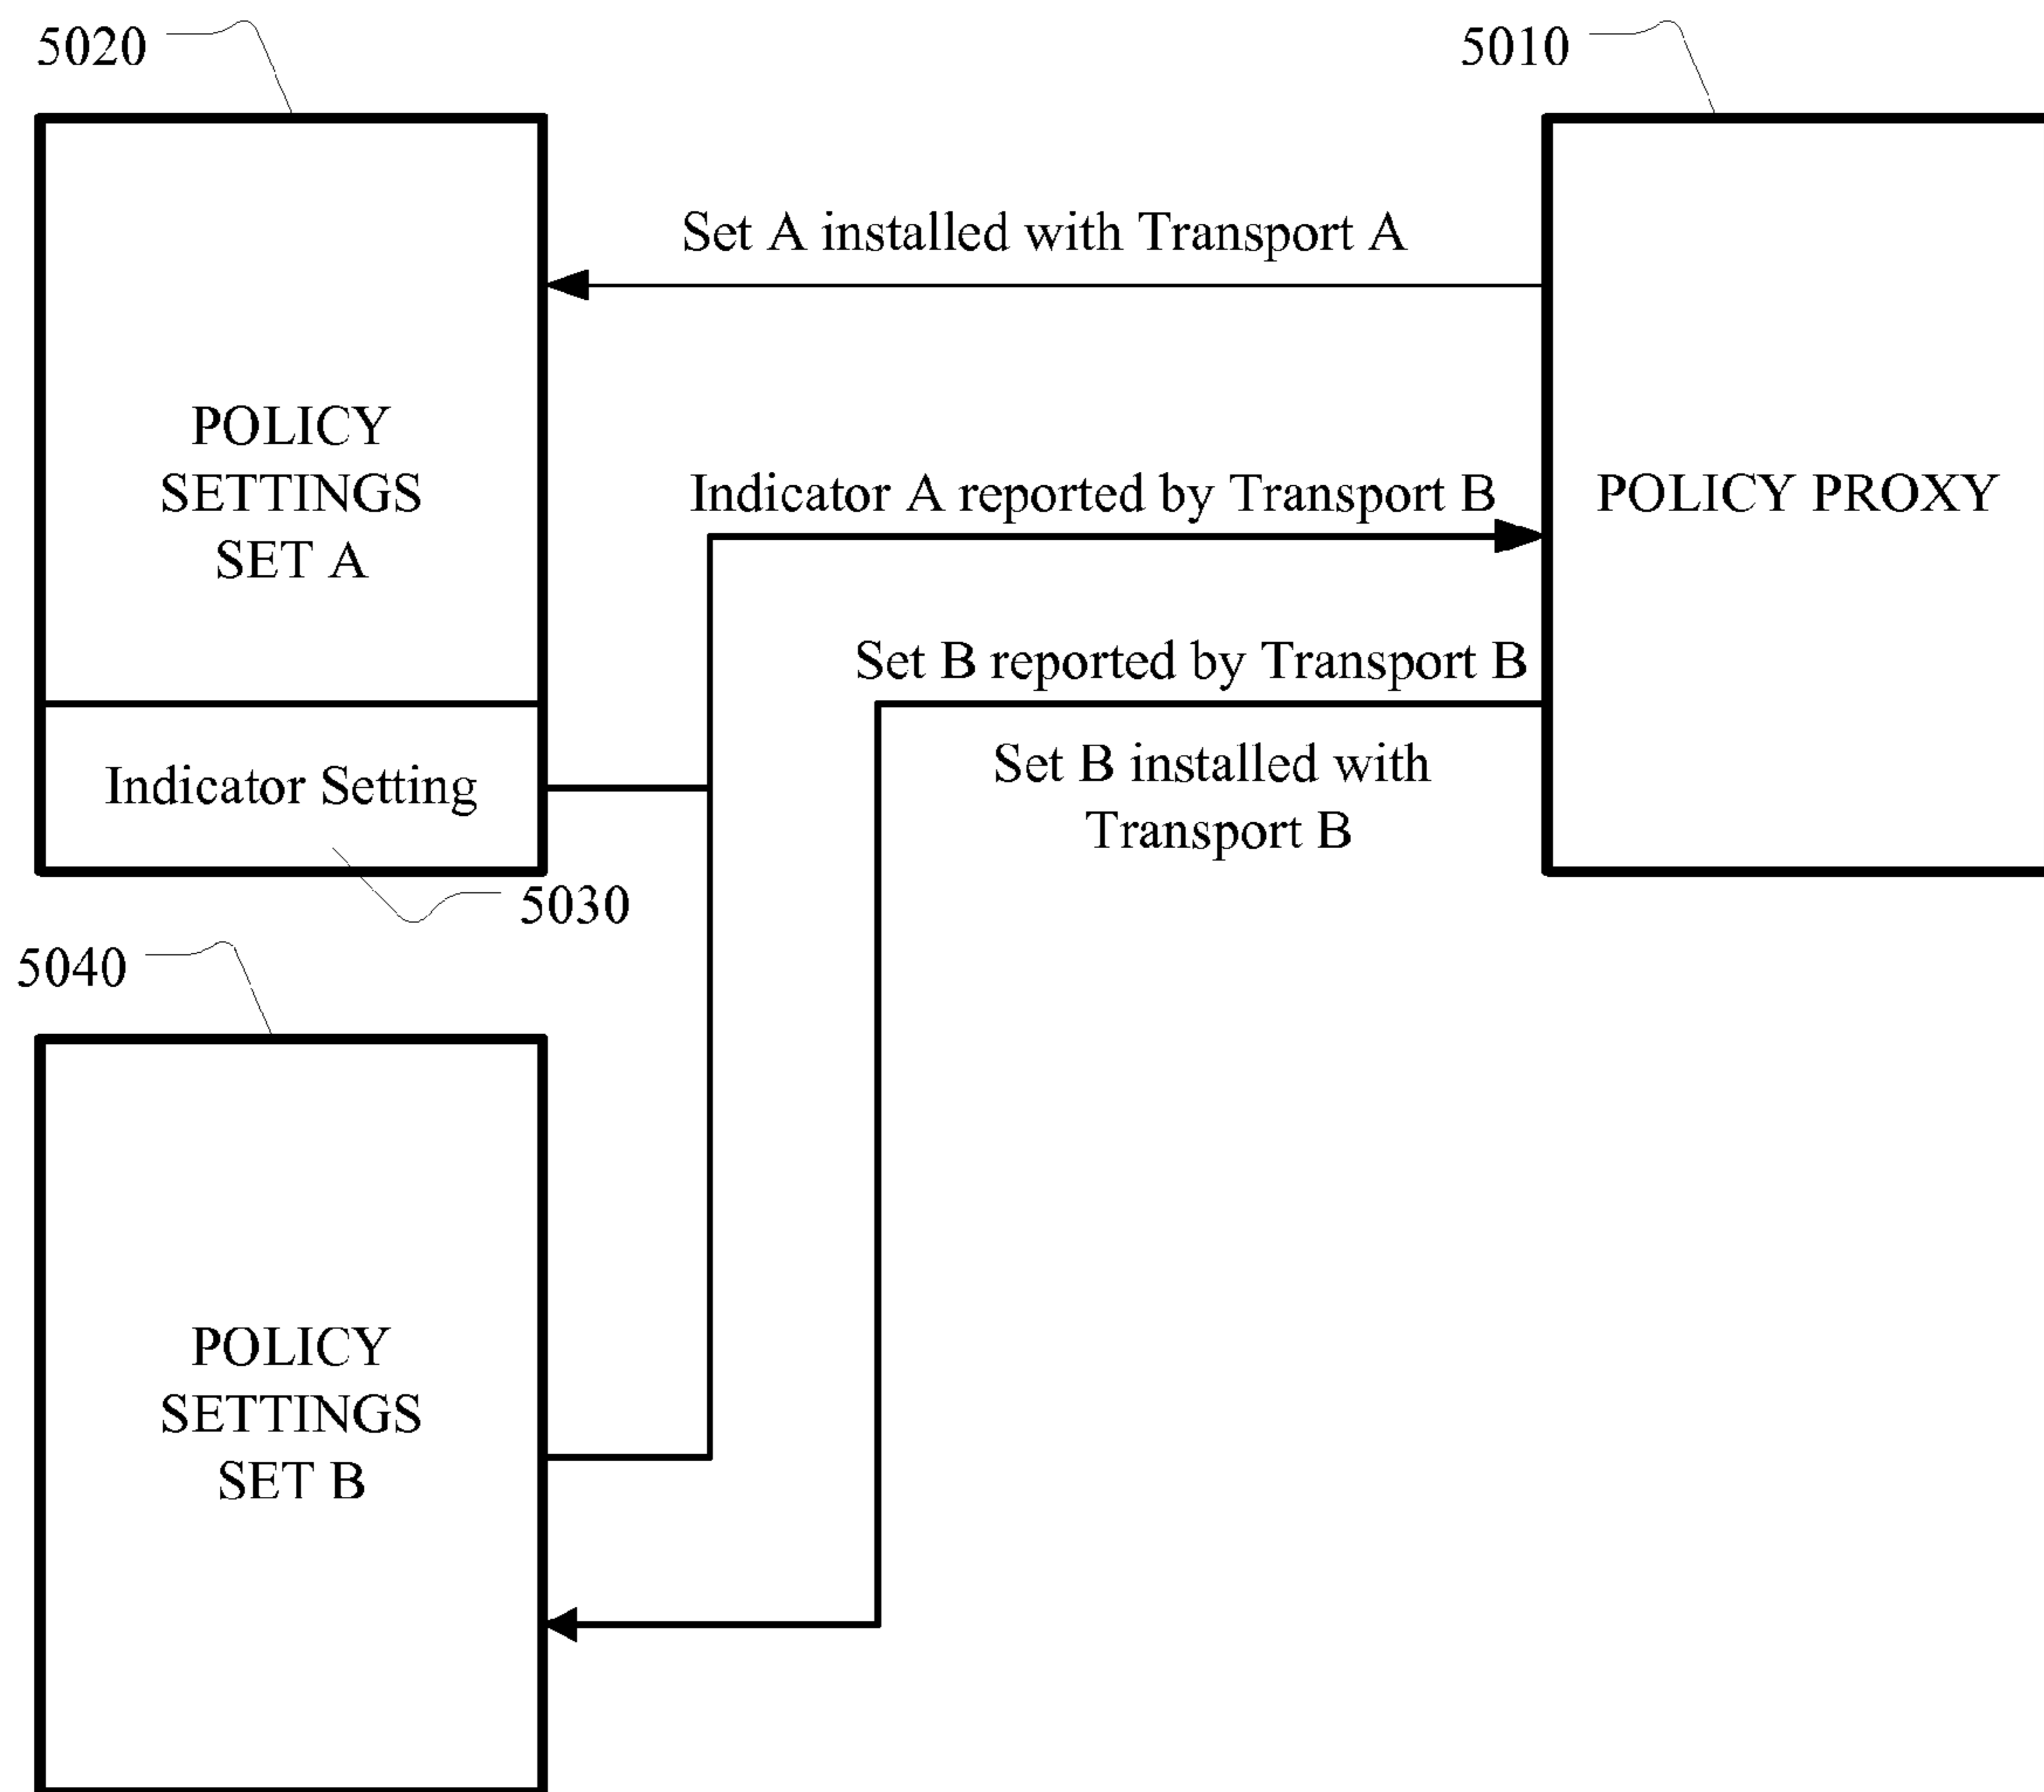 5020
5010
Set A installed with Transport A
POLICY
SETTINGS
SET A
Indicator A reported by Transport B
POLICY PROXY
Set B reported by Transport B
Set B installed with
Transport B
Indicator Setting
5030
5040
POLICY
SETTINGS
SET B